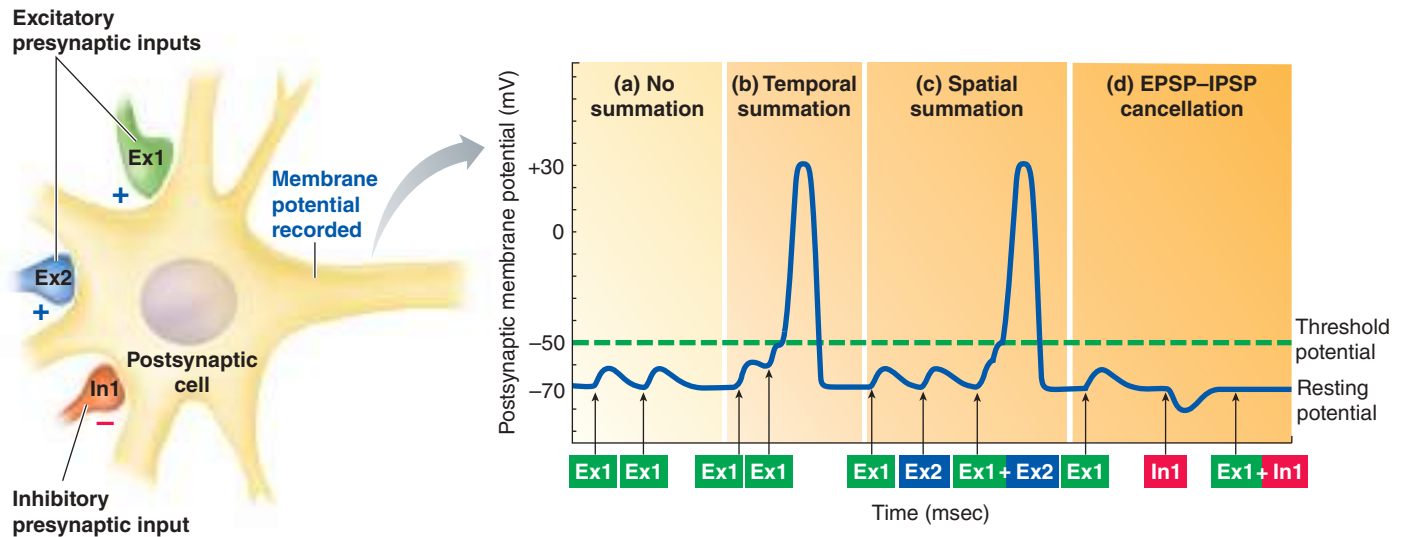 Excitatory
presynaptic inputs
Ex1
+
Ex2
+
In1
–
Postsynaptic
cell
Membrane
potential
recorded
Inhibitory
presynaptic input
Postsynaptic membrane potential (mV)
(a) No
summation
(b) Temporal
summation
(c) Spatial
summation
(d) EPSP–IPSP
cancellation
+30
0
–50
–70
Threshold
potential
Resting
potential
Ex1 Ex1 Ex1 Ex1 Ex1 Ex2 Ex1 + Ex2 Ex1 In1 Ex1 + In1
Time (msec)